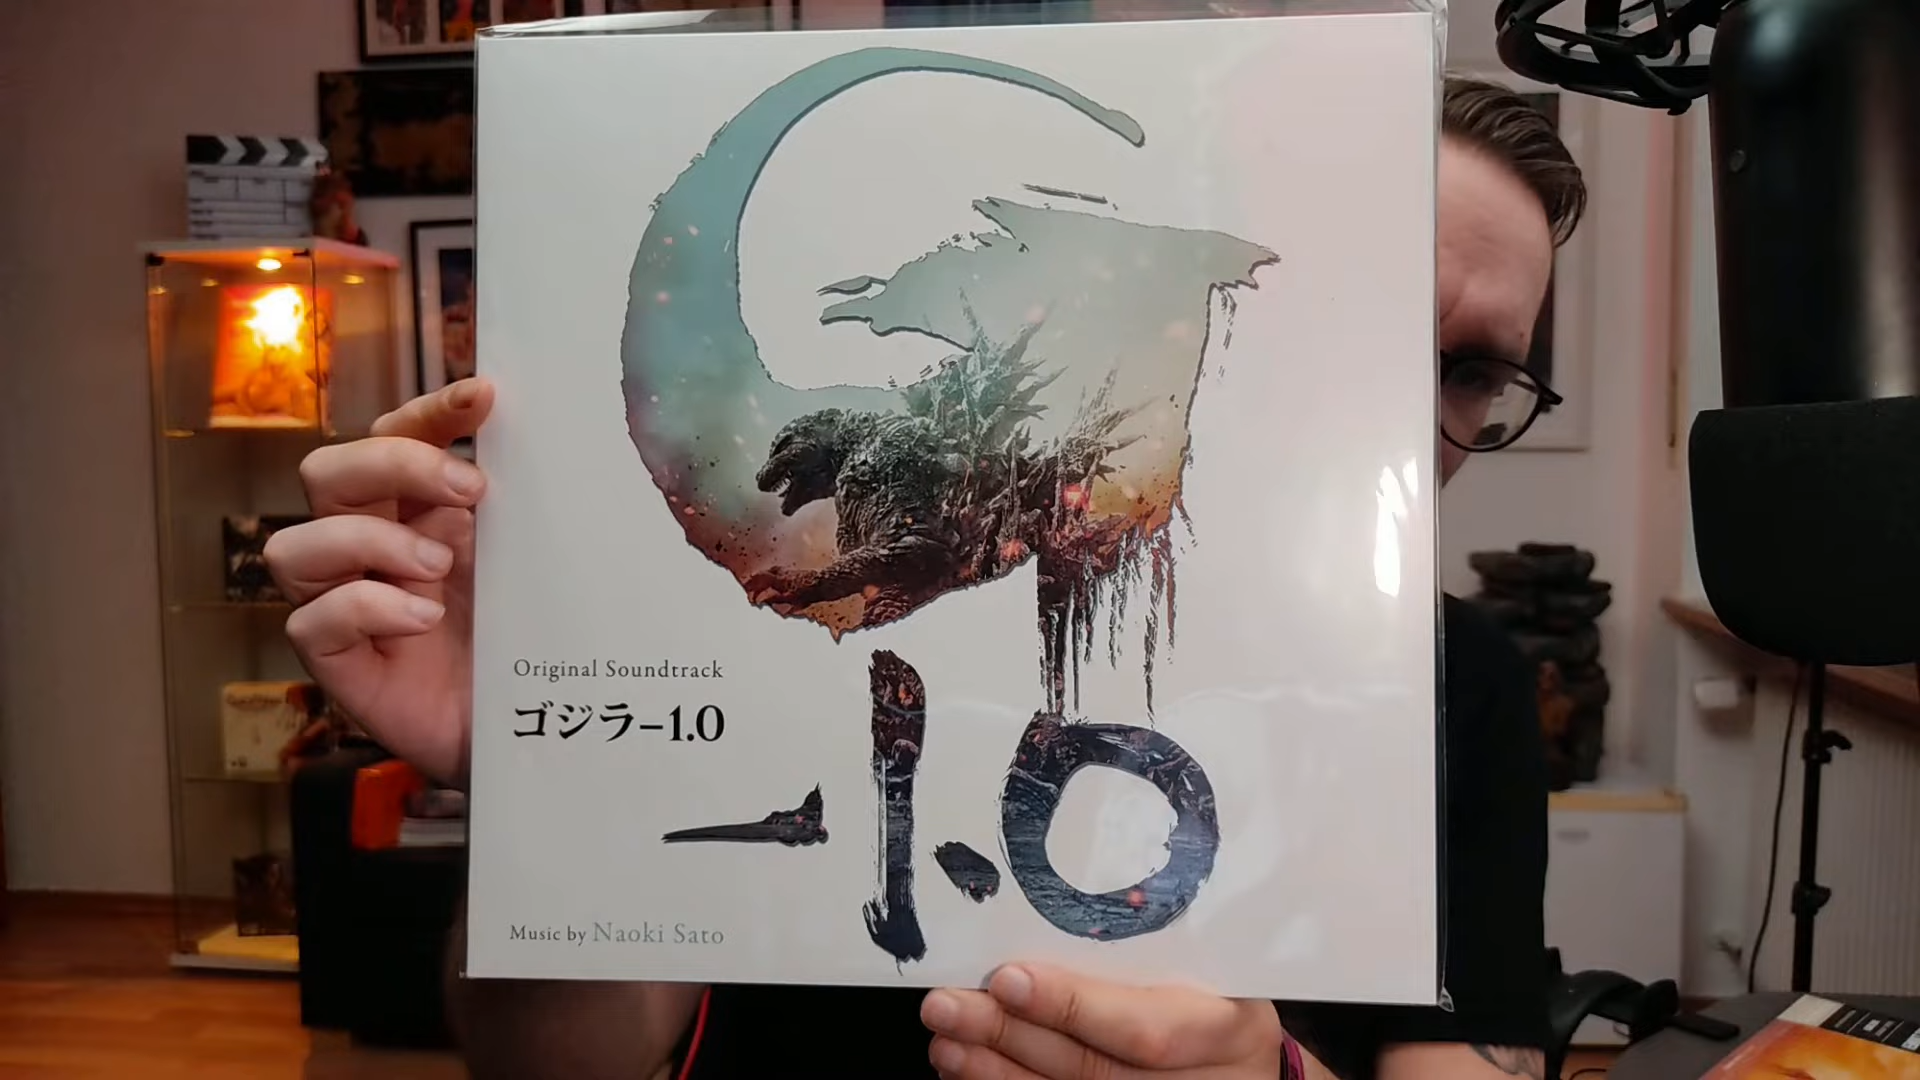 G
-1.0
Original Soundtrack
ゴジラ-1.0
Music by Naoki Sato